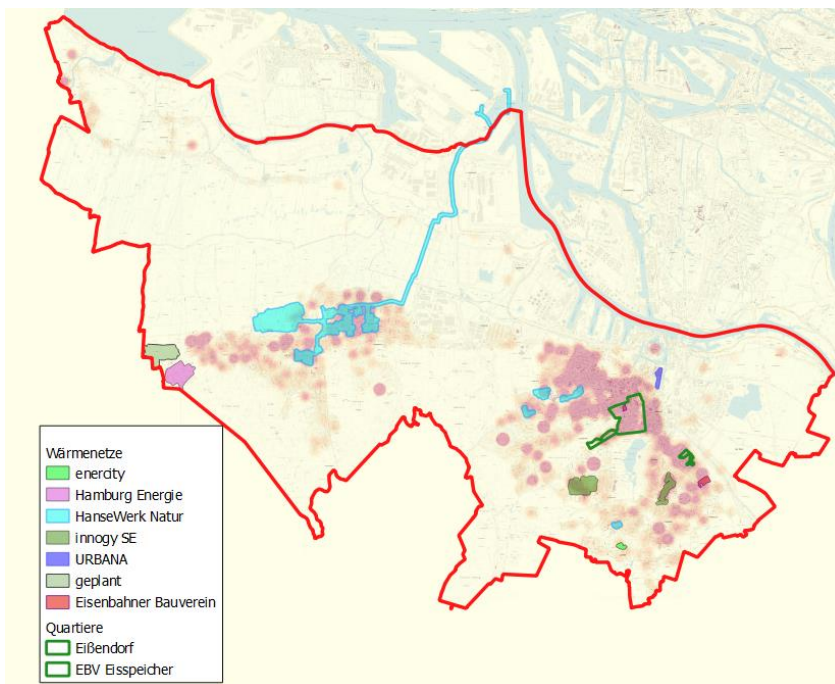 Wärmenetze
enercity
Hamburg Energie
HanseWerk Natur
innogy SE
URBANA
geplant
Eisenbahner Bauverein
Quartiere
Eißendorf
EBV Eisspeicher